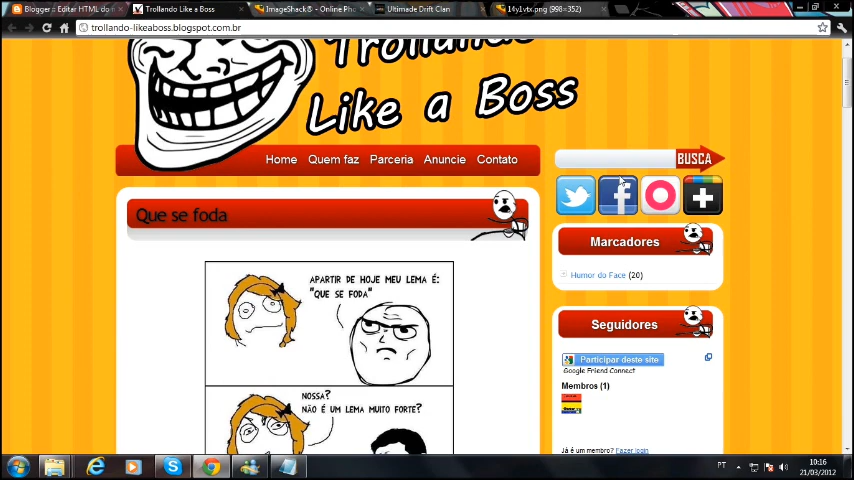 Blogger: Editar HTML do
Trollando Like a Boss
ImageShack® - Online Pho
Ultimade Drift Clan
14y1vtx.png (998×352)
trollando-likeaboss.blogspot.com.br
Trollando
Like a Boss
Home Quem faz Parceria Anuncie Contato
BUSCA
Que se foda
Marcadores
Humor do Face (20)
APARTIR DE HOJE MEU LEMA É:
"QUE SE FODA"
Seguidores
Participar deste site
Google Friend Connect
Membros (1)
NOSSA?
NÃO É UM LEMA MUITO FORTE?
Já é um membro? Fazer login
PT
10:16
21/03/2012